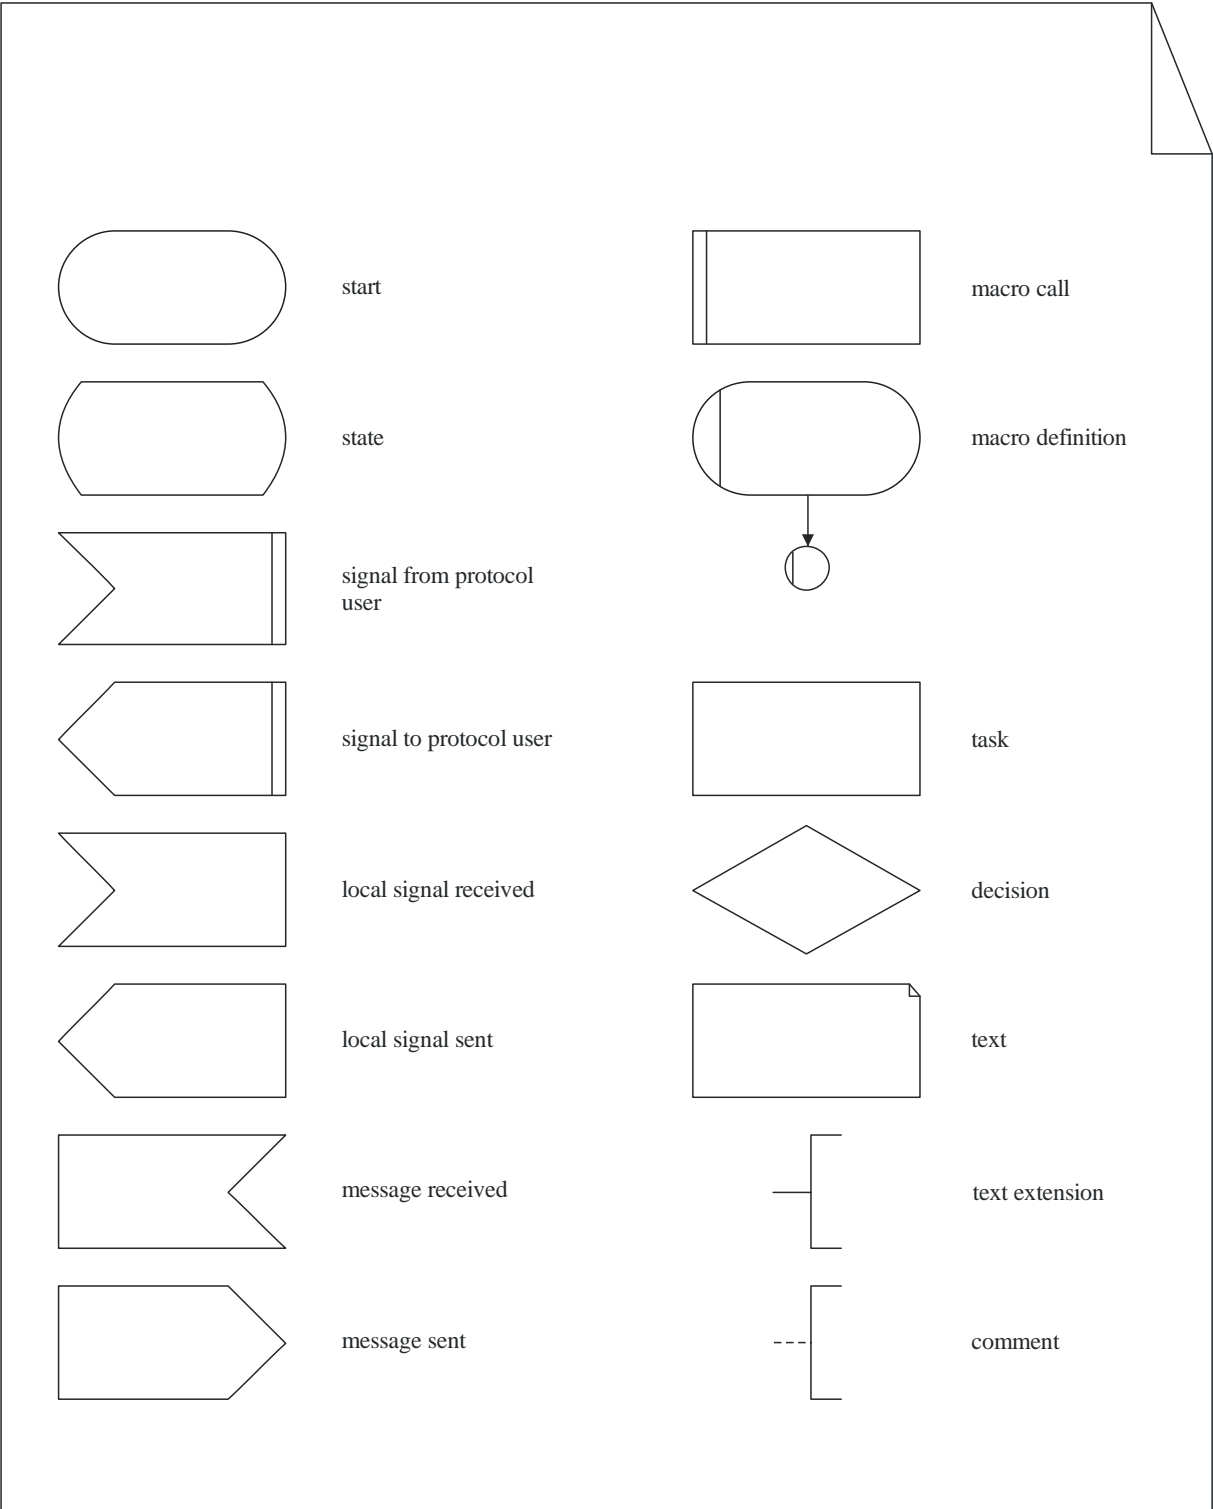 start
state
signal from protocol
user
signal to protocol user
local signal received
local signal sent
message received
message sent
macro call
macro definition
task
decision
text
text extension
comment